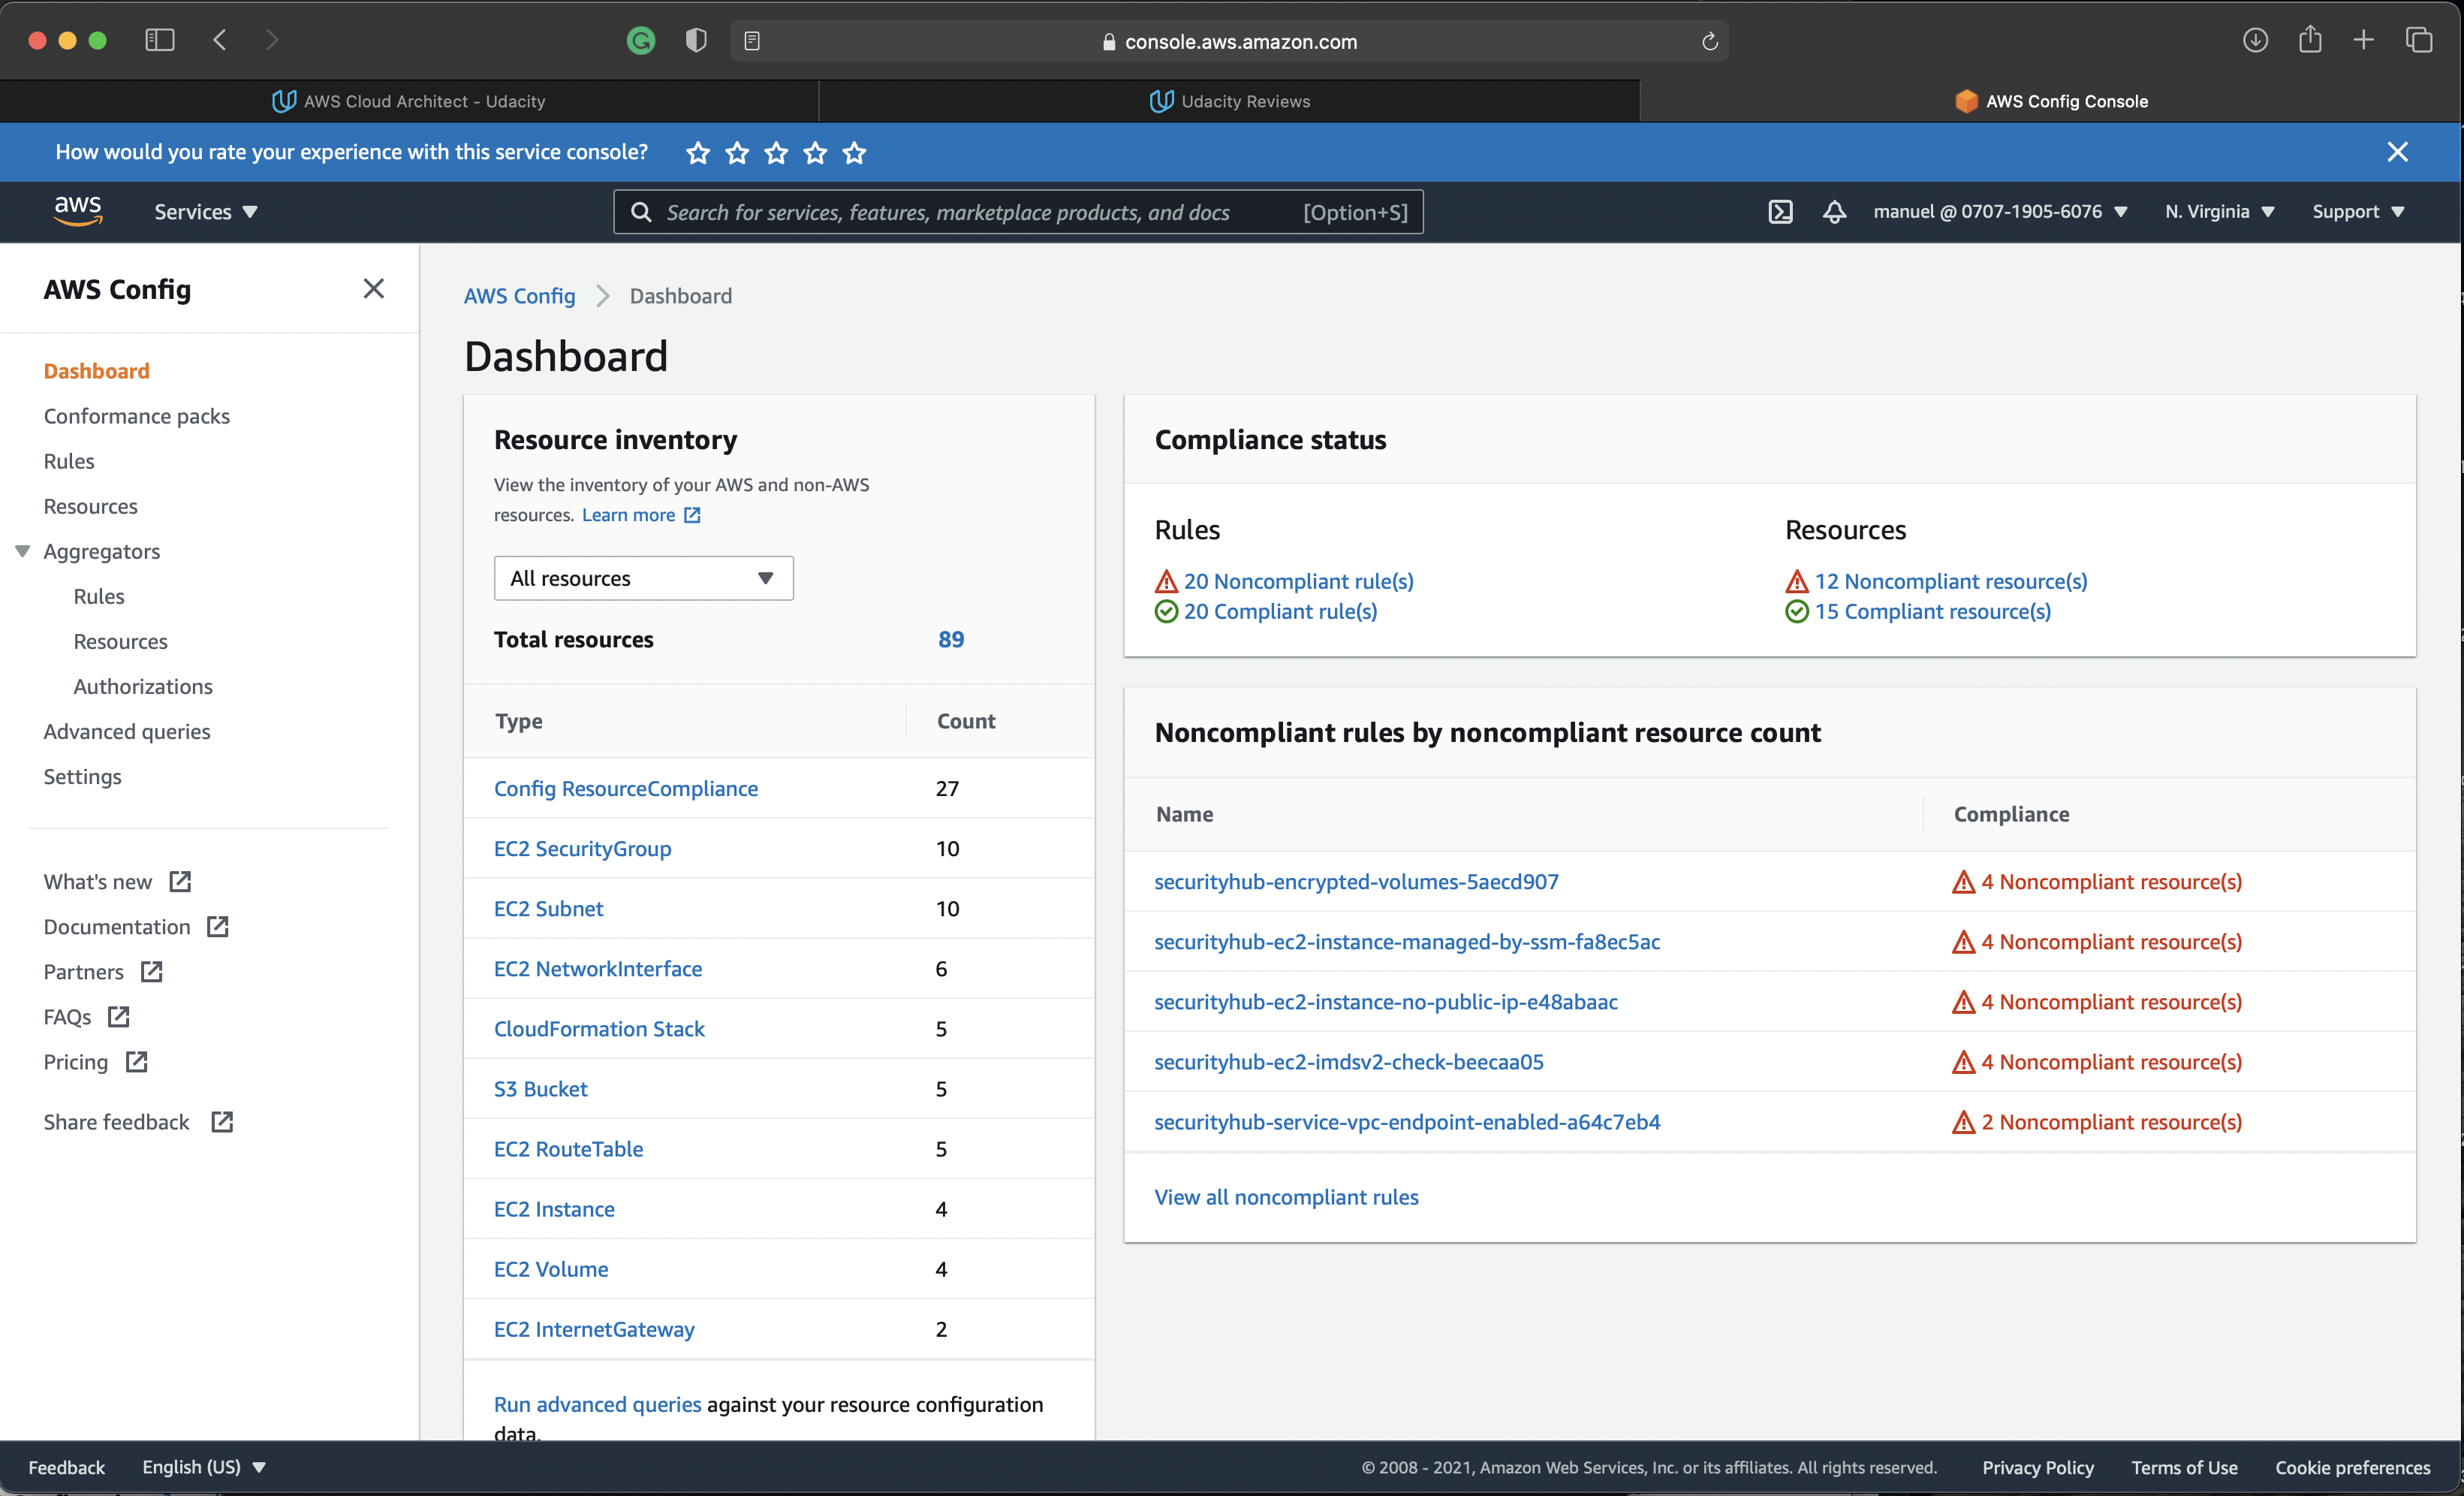 console.aws.amazon.com
AWS Cloud Architect - Udacity
Udacity Reviews
AWS Config Console
How would you rate your experience with this service console?
aws
Services
Search for services, features, marketplace products, and docs
[Option+S]
manuel @ 0707-1905-6076
N. Virginia
Support
AWS Config
Dashboard
Conformance packs
Rules
Resources
Aggregators
Rules
Resources
Authorizations
Advanced queries
Settings
What's new
Documentation
Partners
FAQs
Pricing
Share feedback
AWS Config > Dashboard
Dashboard
Resource inventory
View the inventory of your AWS and non-AWS
resources. Learn more
All resources
Total resources 89
Type Count
Config ResourceCompliance 27
EC2 SecurityGroup 10
EC2 Subnet 10
EC2 NetworkInterface 6
CloudFormation Stack 5
S3 Bucket 5
EC2 RouteTable 5
EC2 Instance 4
EC2 Volume 4
EC2 InternetGateway 2
Run advanced queries against your resource configuration
data.
Compliance status
Rules
20 Noncompliant rule(s)
20 Compliant rule(s)
Resources
12 Noncompliant resource(s)
15 Compliant resource(s)
Noncompliant rules by noncompliant resource count
Name Compliance
securityhub-encrypted-volumes-5aecd907 4 Noncompliant resource(s)
securityhub-ec2-instance-managed-by-ssm-fa8ec5ac 4 Noncompliant resource(s)
securityhub-ec2-instance-no-public-ip-e48abaac 4 Noncompliant resource(s)
securityhub-ec2-imdsv2-check-beecaa05 4 Noncompliant resource(s)
securityhub-service-vpc-endpoint-enabled-a64c7eb4 2 Noncompliant resource(s)
View all noncompliant rules
Feedback
English (US)
© 2008 - 2021, Amazon Web Services, Inc. or its affiliates. All rights reserved.
Privacy Policy
Terms of Use
Cookie preferences